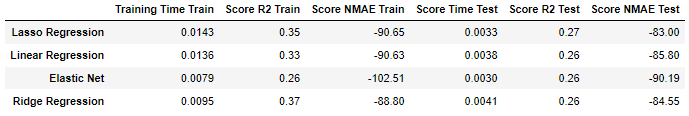 Training Time Train Score R2 Train Score NMAE Train Score Time Test Score R2 Test Score NMAE Test
Lasso Regression 0.0143 0.35 -90.65 0.0033 0.27 -83.00
Linear Regression 0.0136 0.33 -90.63 0.0038 0.26 -85.80
Elastic Net 0.0079 0.26 -102.51 0.0030 0.26 -90.19
Ridge Regression 0.0095 0.37 -88.80 0.0041 0.26 -84.55